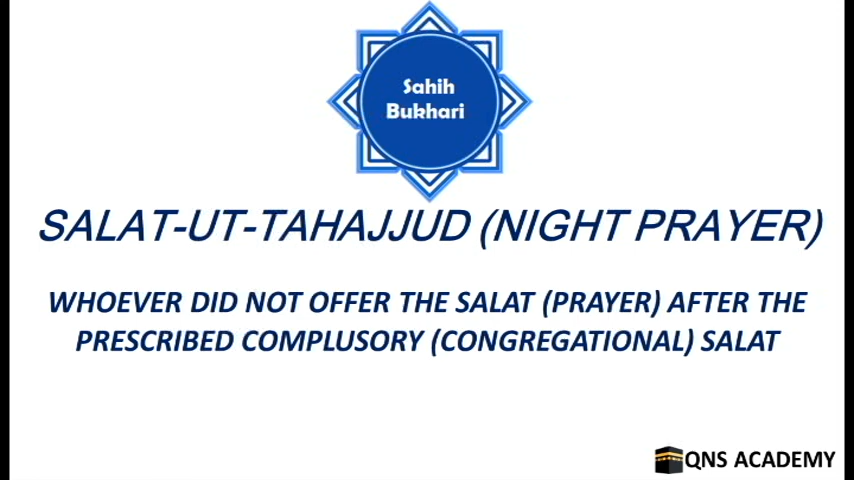 Sahih
Bukhari
SALAT-UT-TAHAJJUD (NIGHT PRAYER)
WHOEVER DID NOT OFFER THE SALAT (PRAYER) AFTER THE
PRESCRIBED COMPLUSORY (CONGREGATIONAL) SALAT
QNS ACADEMY